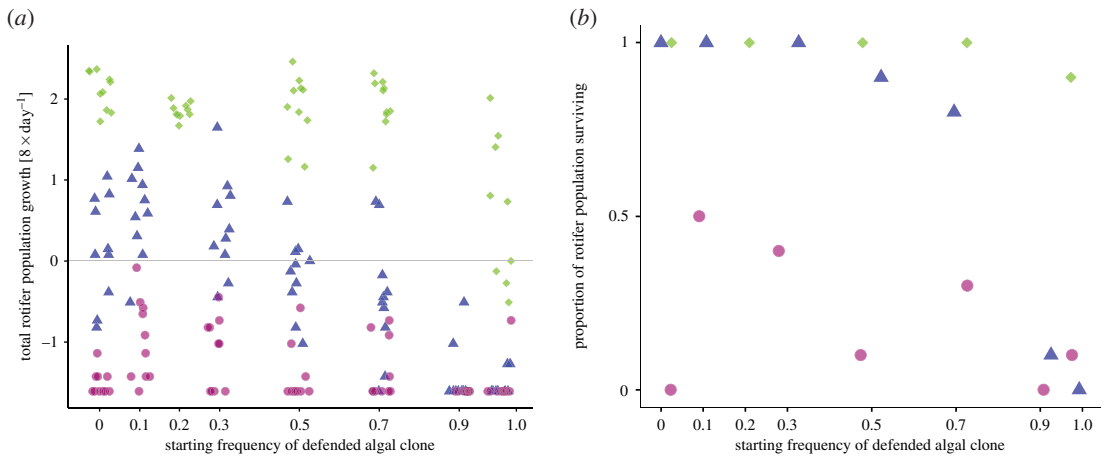 (a)
total rotifer population growth [8 × day⁻¹]
2
1
0
−1
0 0.1 0.2 0.3 0.5 0.7 0.9 1.0
starting frequency of defended algal clone
(b)
proportion of rotifer population surviving
1
0.5
0
0 0.1 0.2 0.3 0.5 0.7 0.9 1.0
starting frequency of defended algal clone